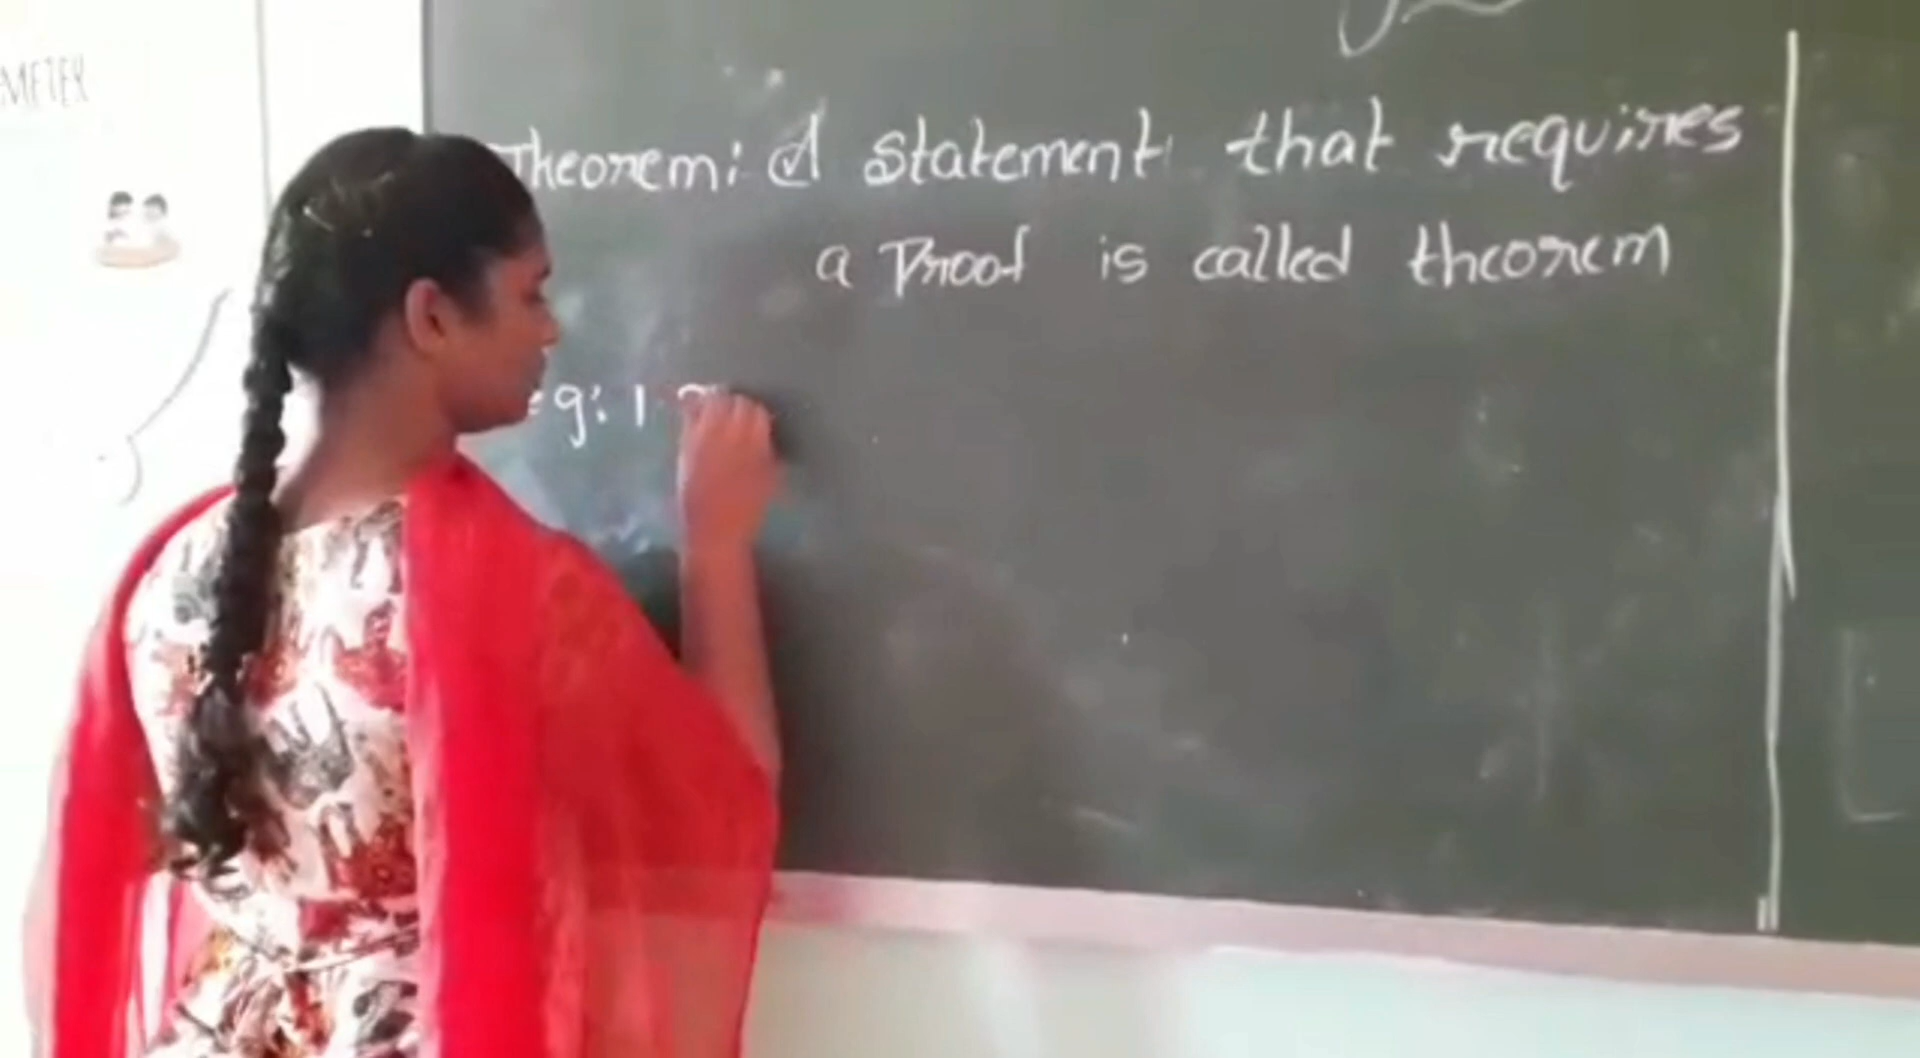 Theorem: A statement that requires
a Proof is called theorem
eg: 1